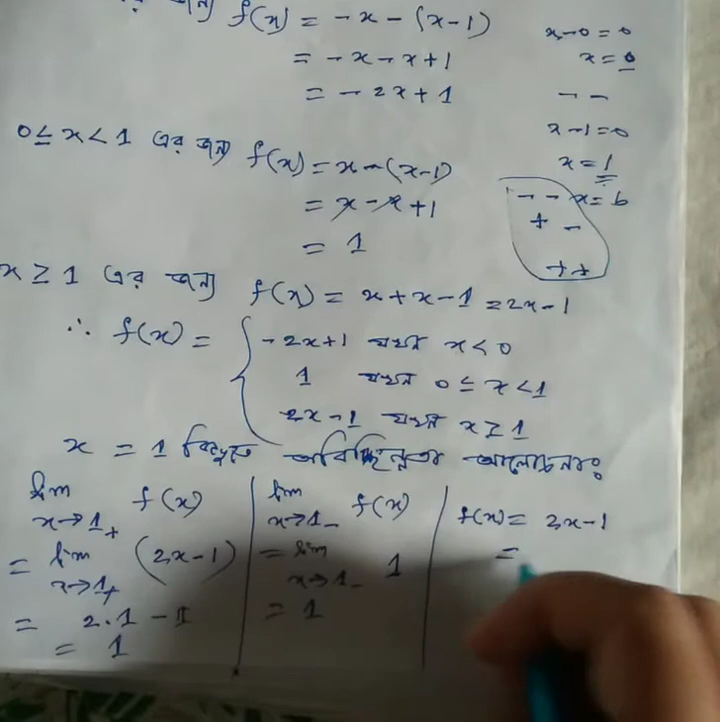 f(x) = -x - (x-1)
= -x - x + 1
= -2x + 1
x - 0 = 0
x = 0
- -
x - 1 = 0
x = 1
0 ≤ x < 1 এর জন্য f(x) = x - (x-1)
= x - x + 1
= 1
- -
+ -
+ +
x ≥ 1 এর জন্য f(x) = x + x - 1 = 2x - 1
∴ f(x) = { -2x+1 যখন x < 0
1 যখন 0 ≤ x < 1
2x - 1 যখন x ≥ 1
x = 1 বিন্দুতে অবিচ্ছিন্নতা আলোচনাঃ
lim x→1+ f(x)
= lim x→1+ (2x-1)
= 2.1 - 1
= 1
lim x→1- f(x)
= lim x→1- 1
= 1
f(x) = 2x-1
=